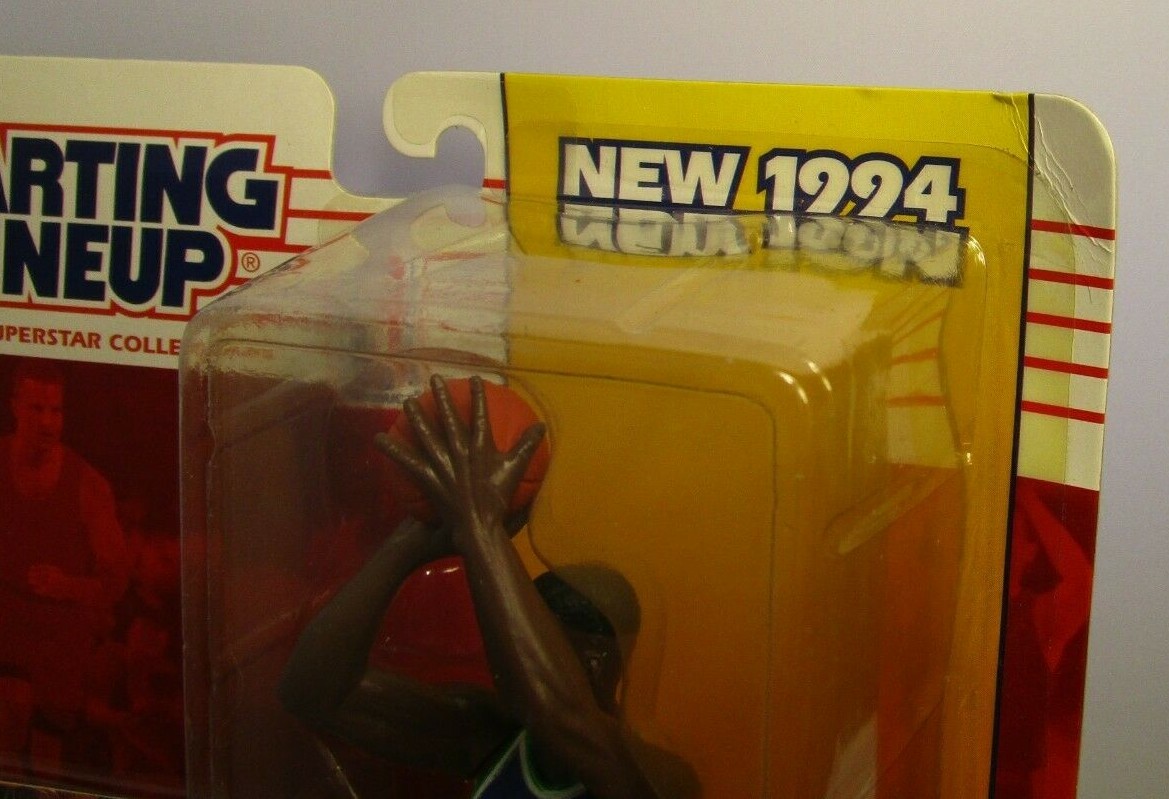 ARTING
NEUP®
UPERSTAR COLLE
NEW 1994